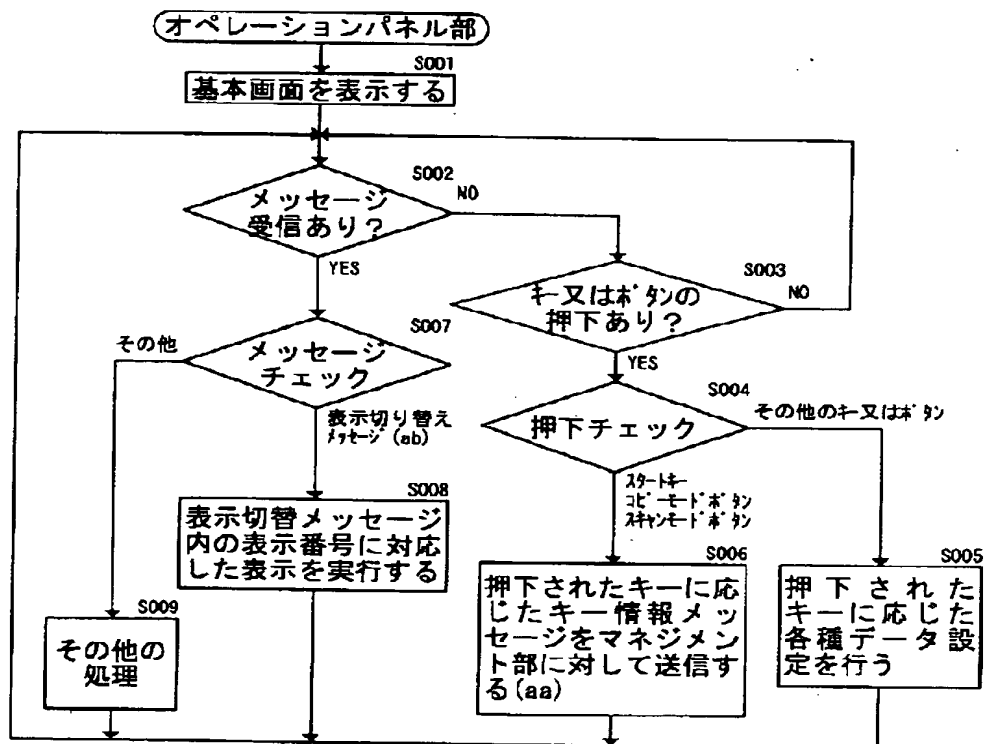 オペレーションパネル部
S001
基本画面を表示する
S002
メッセージ
受信あり？
NO
YES
S003
キー又はボタンの
押下あり？
NO
YES
S007
その他
メッセージ
チェック
表示切り替え
メッセージ(ab)
S004
押下チェック
その他のキー又はボタン
スタートキー
コピーモードボタン
スキャンモードボタン
S008
表示切替メッセージ
内の表示番号に対応
した表示を実行する
S006
押下されたキーに応
じたキー情報メッ
セージをマネジメン
ト部に対して送信す
る(aa)
S005
押下された
キーに応じた
各種データ設
定を行う
S009
その他の
処理